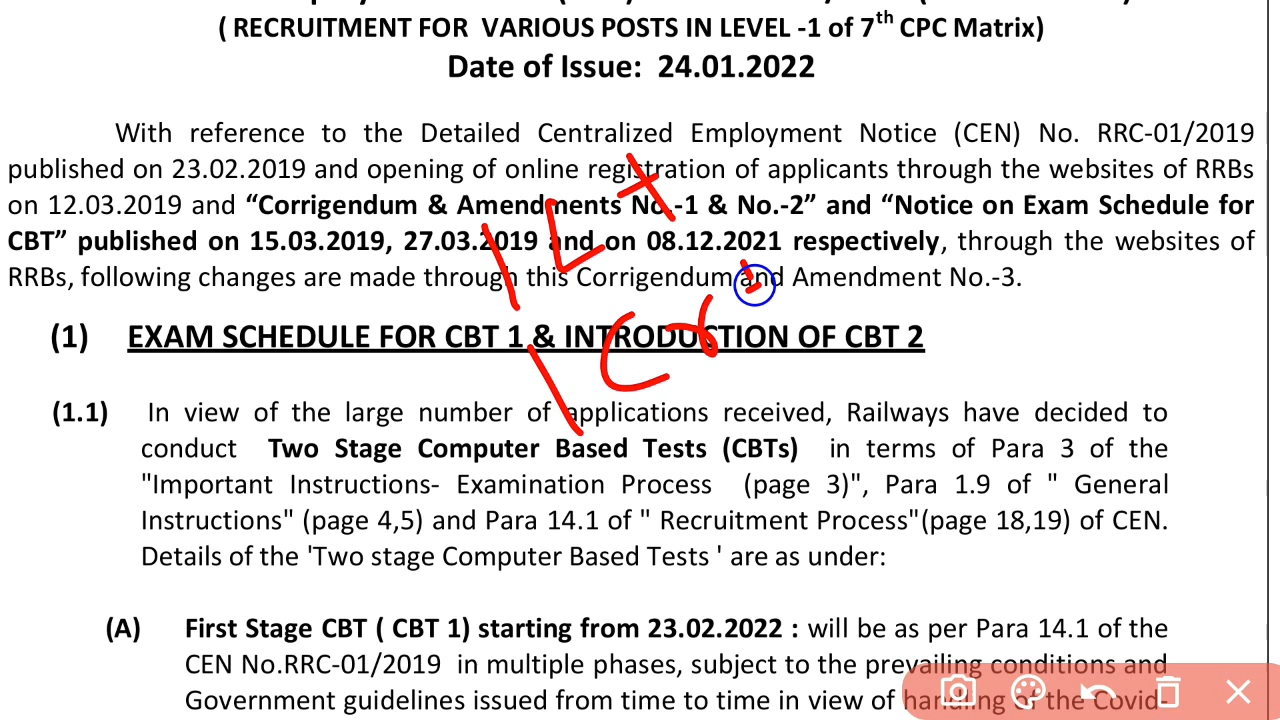 ( RECRUITMENT FOR VARIOUS POSTS IN LEVEL -1 of 7th CPC Matrix)
Date of Issue: 24.01.2022
With reference to the Detailed Centralized Employment Notice (CEN) No. RRC-01/2019
published on 23.02.2019 and opening of online registration of applicants through the websites of RRBs
on 12.03.2019 and “Corrigendum & Amendments No.-1 & No.-2” and “Notice on Exam Schedule for
CBT” published on 15.03.2019, 27.03.2019 and on 08.12.2021 respectively, through the websites of
RRBs, following changes are made through this Corrigendum and Amendment No.-3.
(1) EXAM SCHEDULE FOR CBT 1 & INTRODUCTION OF CBT 2
(1.1) In view of the large number of applications received, Railways have decided to
conduct Two Stage Computer Based Tests (CBTs) in terms of Para 3 of the
"Important Instructions- Examination Process (page 3)", Para 1.9 of " General
Instructions" (page 4,5) and Para 14.1 of " Recruitment Process"(page 18,19) of CEN.
Details of the 'Two stage Computer Based Tests ' are as under:
(A) First Stage CBT ( CBT 1) starting from 23.02.2022 : will be as per Para 14.1 of the
CEN No.RRC-01/2019 in multiple phases, subject to the prevailing conditions and
Government guidelines issued from time to time in view of handling of the Covid-